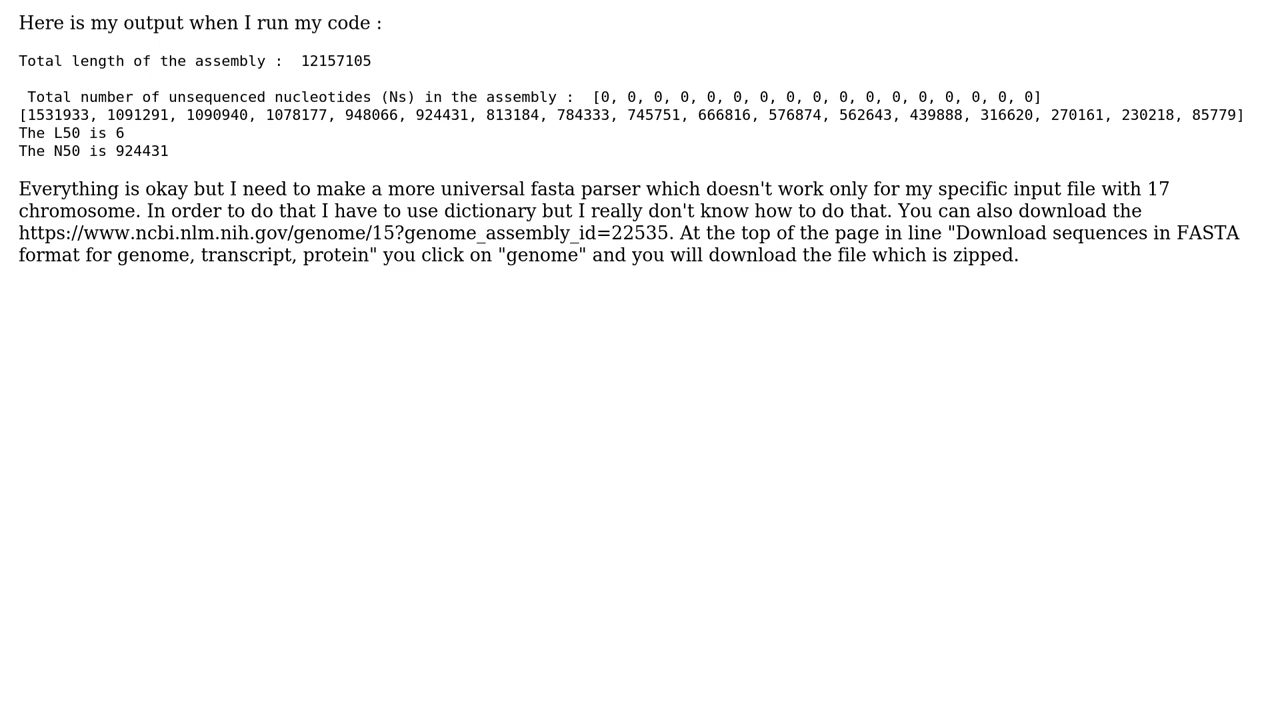 Here is my output when I run my code :
Total length of the assembly :  12157105
Total number of unsequenced nucleotides (Ns) in the assembly :  [0, 0, 0, 0, 0, 0, 0, 0, 0, 0, 0, 0, 0, 0, 0, 0, 0]
[1531933, 1091291, 1090940, 1078177, 948066, 924431, 813184, 784333, 745751, 666816, 576874, 562643, 439888, 316620, 270161, 230218, 85779]
The L50 is 6
The N50 is 924431
Everything is okay but I need to make a more universal fasta parser which doesn't work only for my specific input file with 17
chromosome. In order to do that I have to use dictionary but I really don't know how to do that. You can also download the
https://www.ncbi.nlm.nih.gov/genome/15?genome_assembly_id=22535. At the top of the page in line "Download sequences in FASTA
format for genome, transcript, protein" you click on "genome" and you will download the file which is zipped.